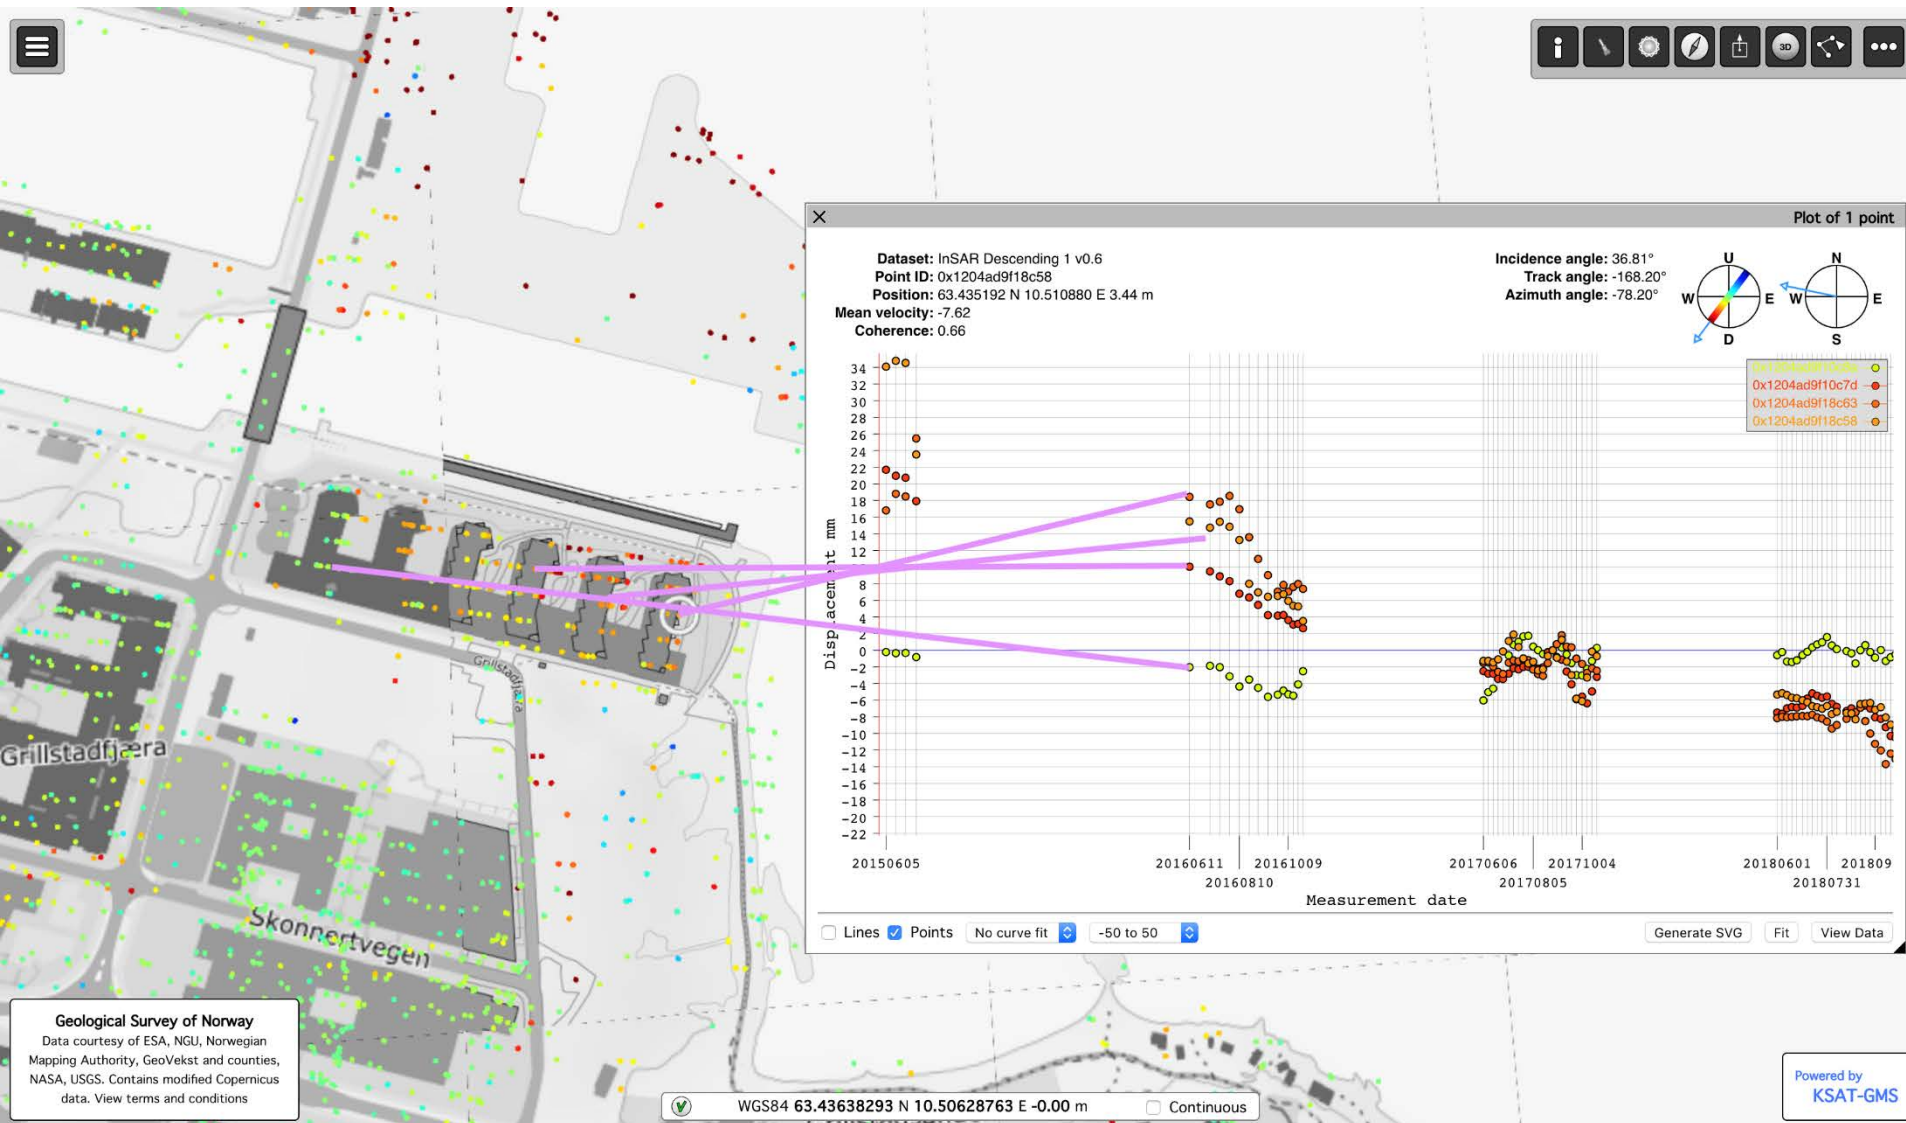 3D
Plot of 1 point
Dataset: InSAR Descending 1 v0.6
Point ID: 0x1204ad9f18c58
Position: 63.435192 N 10.510880 E 3.44 m
Mean velocity: -7.62
Coherence: 0.66
Incidence angle: 36.81°
Track angle: -168.20°
Azimuth angle: -78.20°
U
W E
D
N
W E
S
0x1204ad9f10c7d
0x1204ad9f18c63
0x1204ad9f18c58
34
32
30
28
26
24
22
20
18
16
14
12
8
6
4
2
0
-2
-4
-6
-8
-10
-12
-14
-16
-18
-20
-22
Displacement mm
20150605 20160611 20161009 20170606 20171004 20180601 201809
20160810 20170805 20180731
Measurement date
Lines Points No curve fit -50 to 50 Generate SVG Fit View Data
Grillstadfjæra
Grillstadfjæra
Skonnertvegen
Geological Survey of Norway
Data courtesy of ESA, NGU, Norwegian
Mapping Authority, GeoVekst and counties,
NASA, USGS. Contains modified Copernicus
data. View terms and conditions
WGS84 63.43638293 N 10.50628763 E -0.00 m Continuous
Powered by
KSAT-GMS